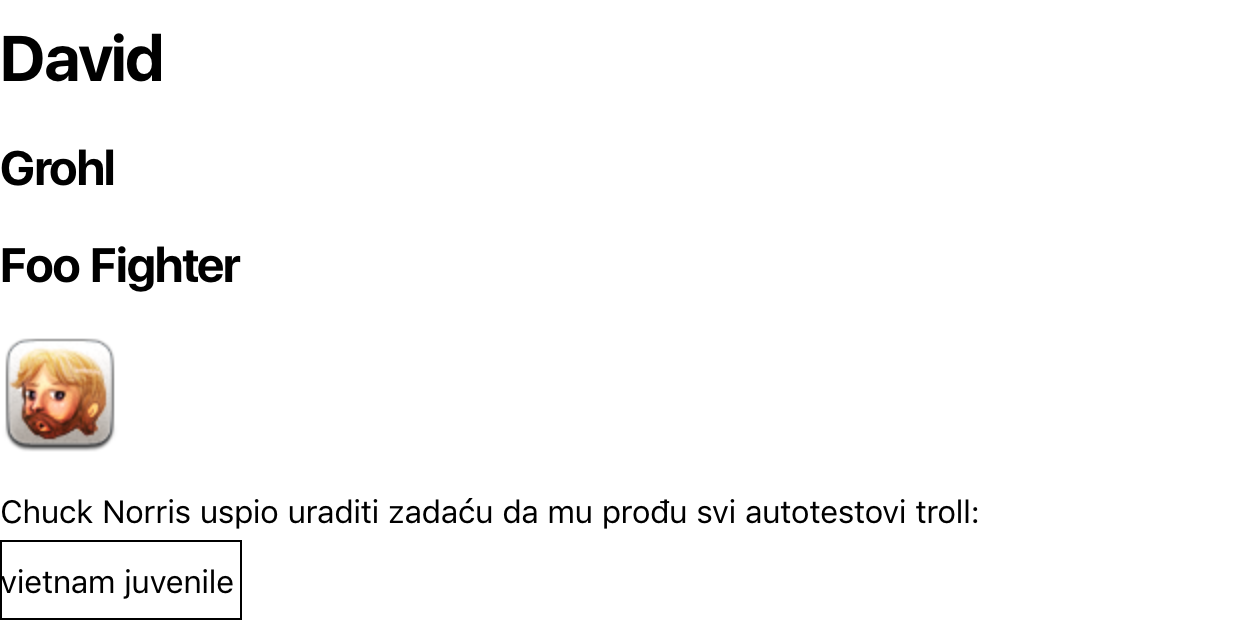 David
Grohl
Foo Fighter
Chuck Norris uspio uraditi zadaću da mu prođu svi autotestovi troll:
vietnam juvenile